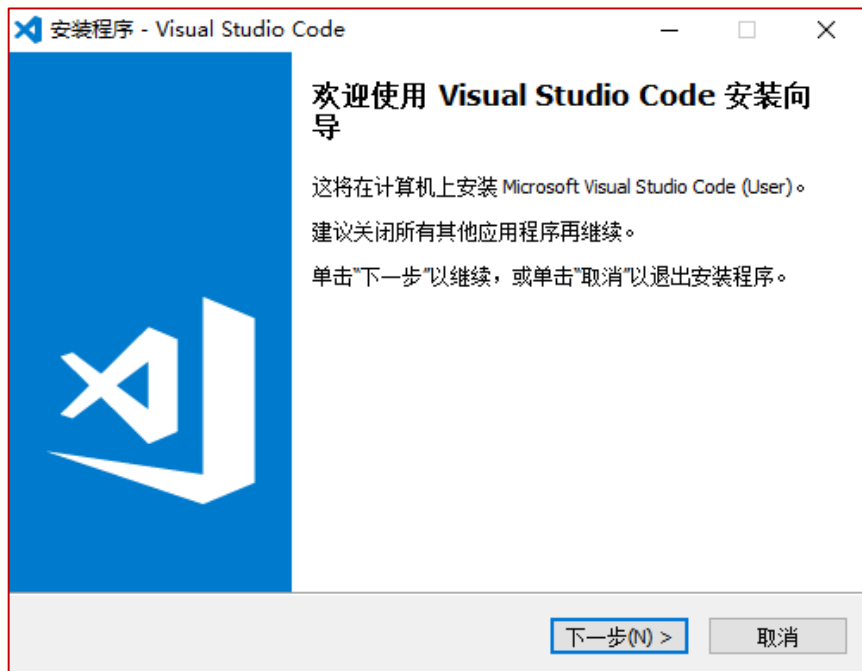 安装程序 - Visual Studio Code
欢迎使用 Visual Studio Code 安装向
导
这将在计算机上安装 Microsoft Visual Studio Code (User)。
建议关闭所有其他应用程序再继续。
单击“下一步”以继续，或单击“取消”以退出安装程序。
下一步(N) > 取消